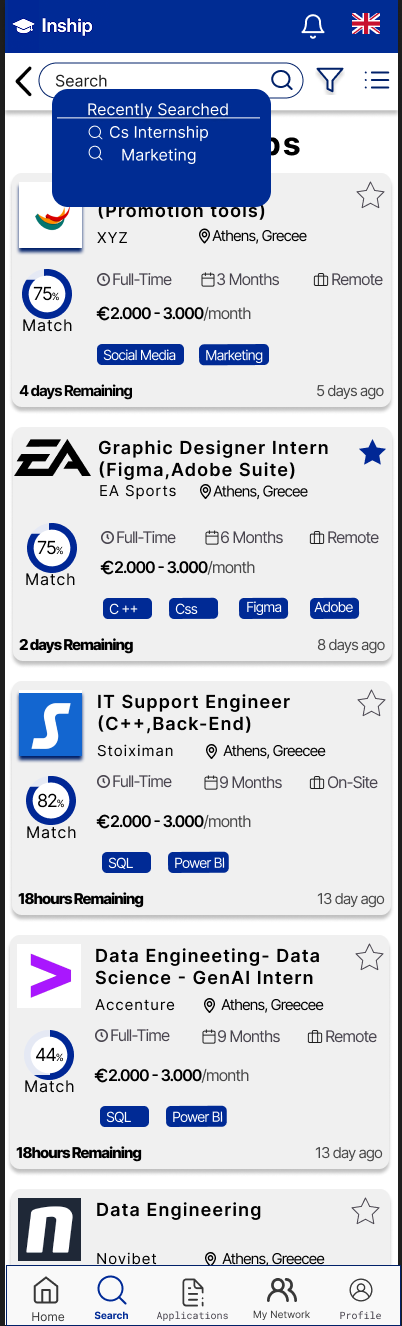 Inship
Search
Recently Searched
Cs Internship
Marketing
(Promotion tools)
XYZ
Athens, Grecee
75%
Match
Full-Time
3 Months
Remote
€2.000 - 3.000/month
Social Media
Marketing
4 days Remaining
5 days ago
EA
Graphic Designer Intern
(Figma,Adobe Suite)
EA Sports
Athens, Grecee
75%
Match
Full-Time
6 Months
Remote
€2.000 - 3.000/month
C ++
Css
Figma
Adobe
2 days Remaining
8 days ago
S
IT Support Engineer
(C++,Back-End)
Stoiximan
Athens, Greecee
82%
Match
Full-Time
9 Months
On-Site
€2.000 - 3.000/month
SQL
Power BI
18hours Remaining
13 day ago
Data Engineeting- Data
Science - GenAI Intern
Accenture
Athens, Greecee
44%
Match
Full-Time
9 Months
Remote
€2.000 - 3.000/month
SQL
Power BI
18hours Remaining
13 day ago
n
Data Engineering
Novibet
Athens, Greecee
Home
Search
Applications
My Network
Profile